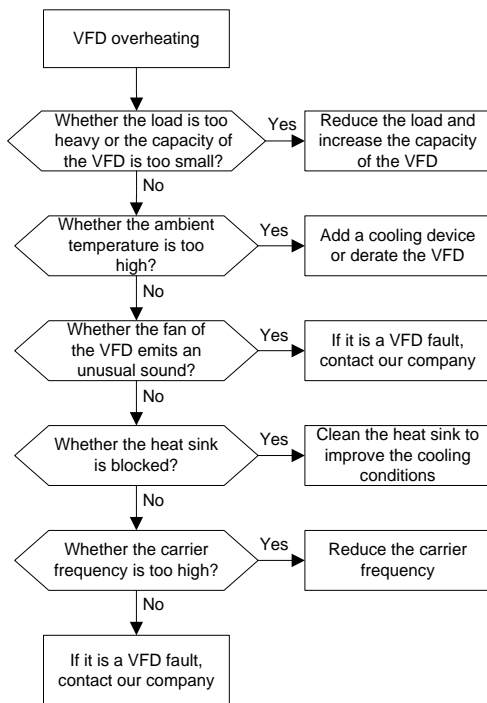 VFD overheating
Whether the load is too
heavy or the capacity of
the VFD is too small?
Yes
Reduce the load and
increase the capacity
of the VFD
No
Whether the ambient
temperature is too
high?
Yes
Add a cooling device
or derate the VFD
No
Whether the fan of
the VFD emits an
unusual sound?
Yes
If it is a VFD fault,
contact our company
No
Whether the heat sink
is blocked?
Yes
Clean the heat sink to
improve the cooling
conditions
No
Whether the carrier
frequency is too high?
Yes
Reduce the carrier
frequency
No
If it is a VFD fault,
contact our company